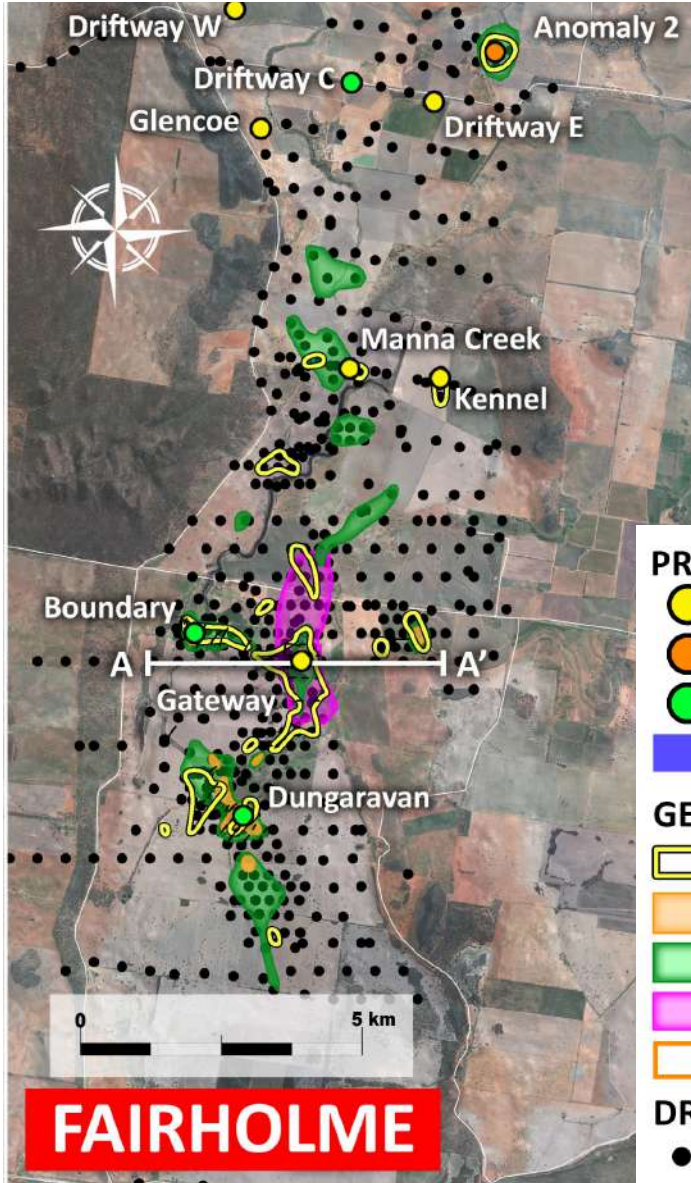 Driftway W
Anomaly 2
Driftway C
Driftway E
Glencoe
Manna Creek
Kennel
PR
Boundary
A
A'
Gateway
GE
Dungaravan
0
5 km
DR
FAIRHOLME